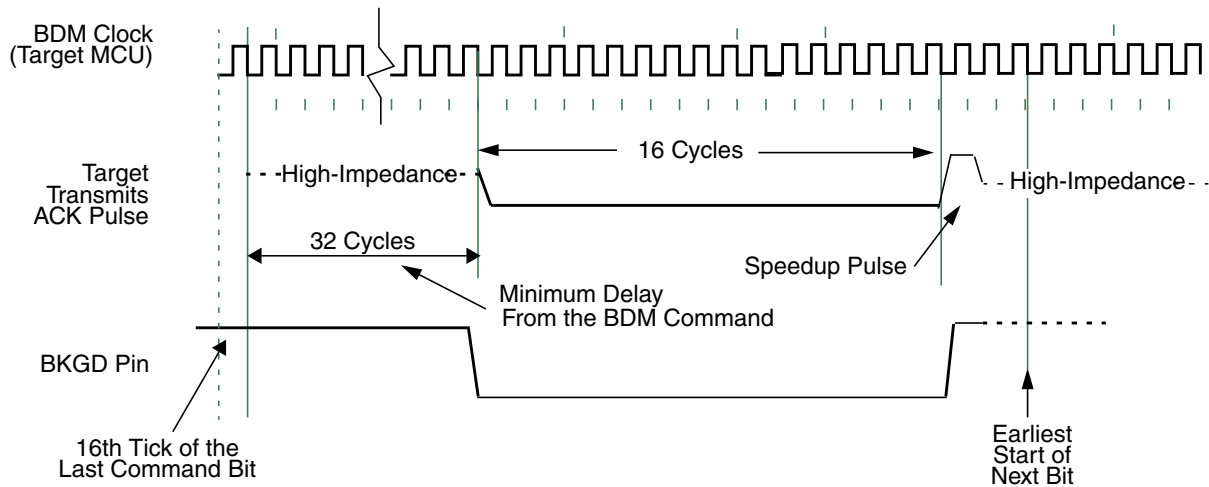 BDM Clock
(Target MCU)
16 Cycles
Target
Transmits
ACK Pulse
High-Impedance
High-Impedance
32 Cycles
Speedup Pulse
Minimum Delay
From the BDM Command
BKGD Pin
16th Tick of the
Last Command Bit
Earliest
Start of
Next Bit